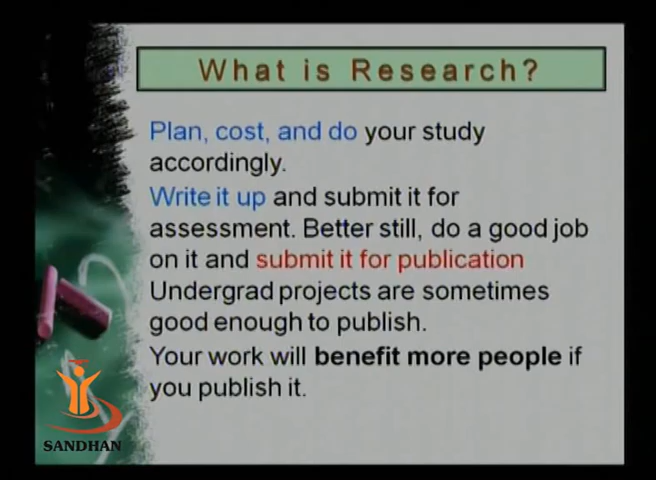 What is Research?
Plan, cost, and do your study
accordingly.
Write it up and submit it for
assessment. Better still, do a good job
on it and submit it for publication
Undergrad projects are sometimes
good enough to publish.
Your work will benefit more people if
you publish it.
SANDHAN